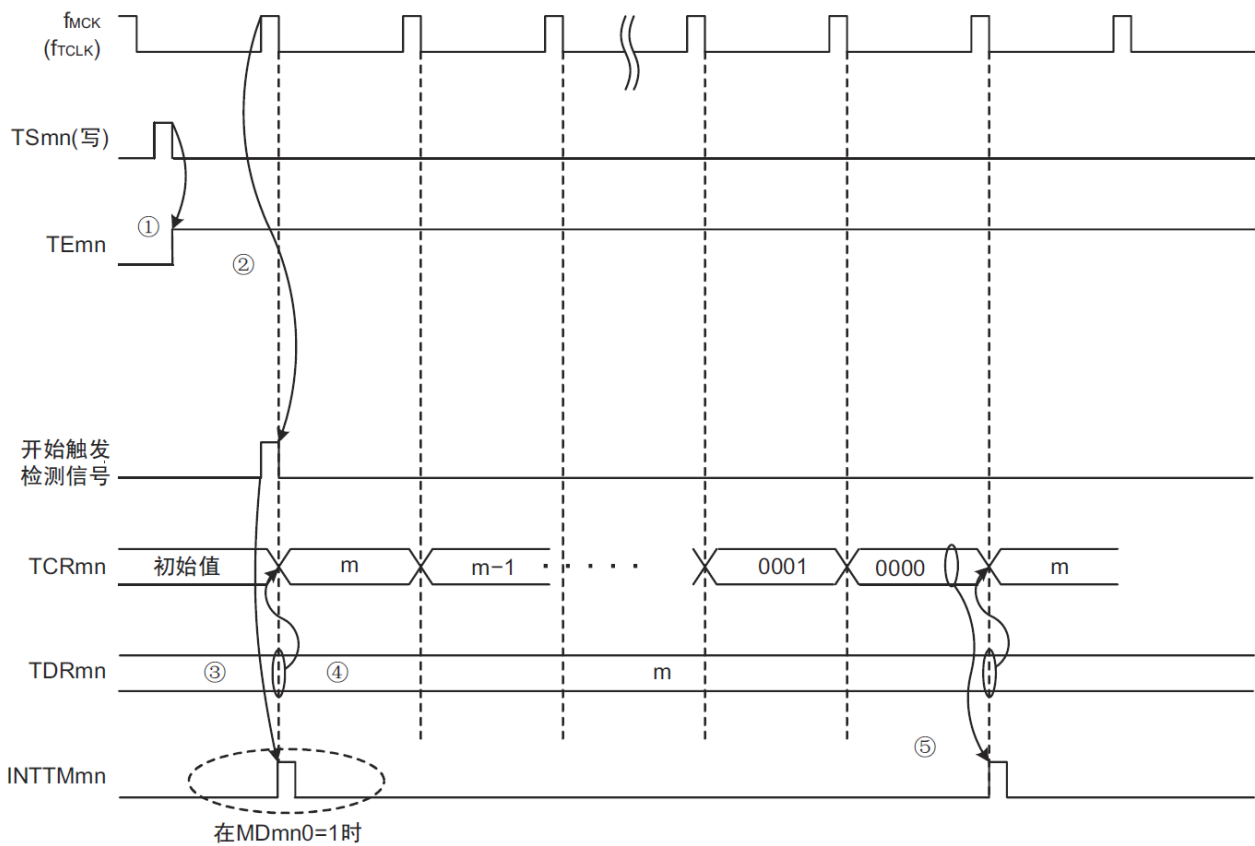 fMCK
(fTCLK)
TSmn(写)
①
TEmn
②
开始触发
检测信号
TCRmn 初始值 m m-1 ····· 0001 0000 m
TDRmn ③ ④ m
⑤
INTTMmn
在MDmn0=1时